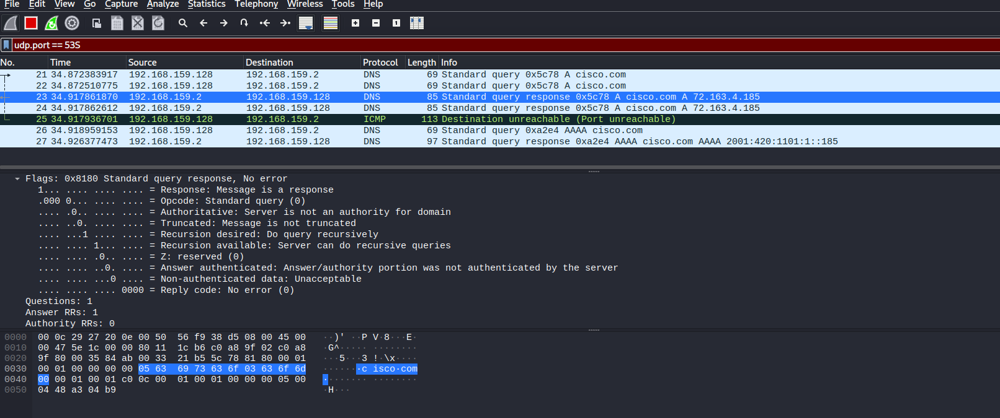 File Edit View Go Capture Analyze Statistics Telephony Wireless Tools Help
udp.port == 53S
No. Time Source Destination Protocol Length Info
21 34.872383917 192.168.159.128 192.168.159.2 DNS 69 Standard query 0x5c78 A cisco.com
22 34.872510775 192.168.159.128 192.168.159.2 DNS 69 Standard query 0x5c78 A cisco.com
23 34.917861870 192.168.159.2 192.168.159.128 DNS 85 Standard query response 0x5c78 A cisco.com A 72.163.4.185
24 34.917862612 192.168.159.2 192.168.159.128 DNS 85 Standard query response 0x5c78 A cisco.com A 72.163.4.185
25 34.917936701 192.168.159.128 192.168.159.2 ICMP 113 Destination unreachable (Port unreachable)
26 34.918959153 192.168.159.128 192.168.159.2 DNS 69 Standard query 0xa2e4 AAAA cisco.com
27 34.926377473 192.168.159.2 192.168.159.128 DNS 97 Standard query response 0xa2e4 AAAA cisco.com AAAA 2001:420:1101:1::185
Flags: 0x8180 Standard query response, No error
1... .... .... .... = Response: Message is a response
.000 0... .... .... = Opcode: Standard query (0)
.... .0.. .... .... = Authoritative: Server is not an authority for domain
.... ..0. .... .... = Truncated: Message is not truncated
.... ...1 .... .... = Recursion desired: Do query recursively
.... .... 1... .... = Recursion available: Server can do recursive queries
.... .... .0.. .... = Z: reserved (0)
.... .... ..0. .... = Answer authenticated: Answer/authority portion was not authenticated by the server
.... .... ...0 .... = Non-authenticated data: Unacceptable
.... .... .... 0000 = Reply code: No error (0)
Questions: 1
Answer RRs: 1
Authority RRs: 0
0000 00 0c 29 27 20 0e 00 50 56 f9 38 d5 08 00 45 00 ··)' ··P V·8···E·
0010 00 47 5e 1c 00 00 80 11 1c b6 c0 a8 9f 02 c0 a8 ·G^····· ········
0020 9f 80 00 35 84 ab 00 33 21 b5 5c 78 81 80 00 01 ···5···3 !·\x····
0030 00 01 00 00 00 00 05 63 69 73 63 6f 03 63 6f 6d ·······c isco·com
0040 00 00 01 00 01 c0 0c 00 01 00 01 00 00 00 05 00 ········ ········
0050 04 48 a3 04 b9 ·H···